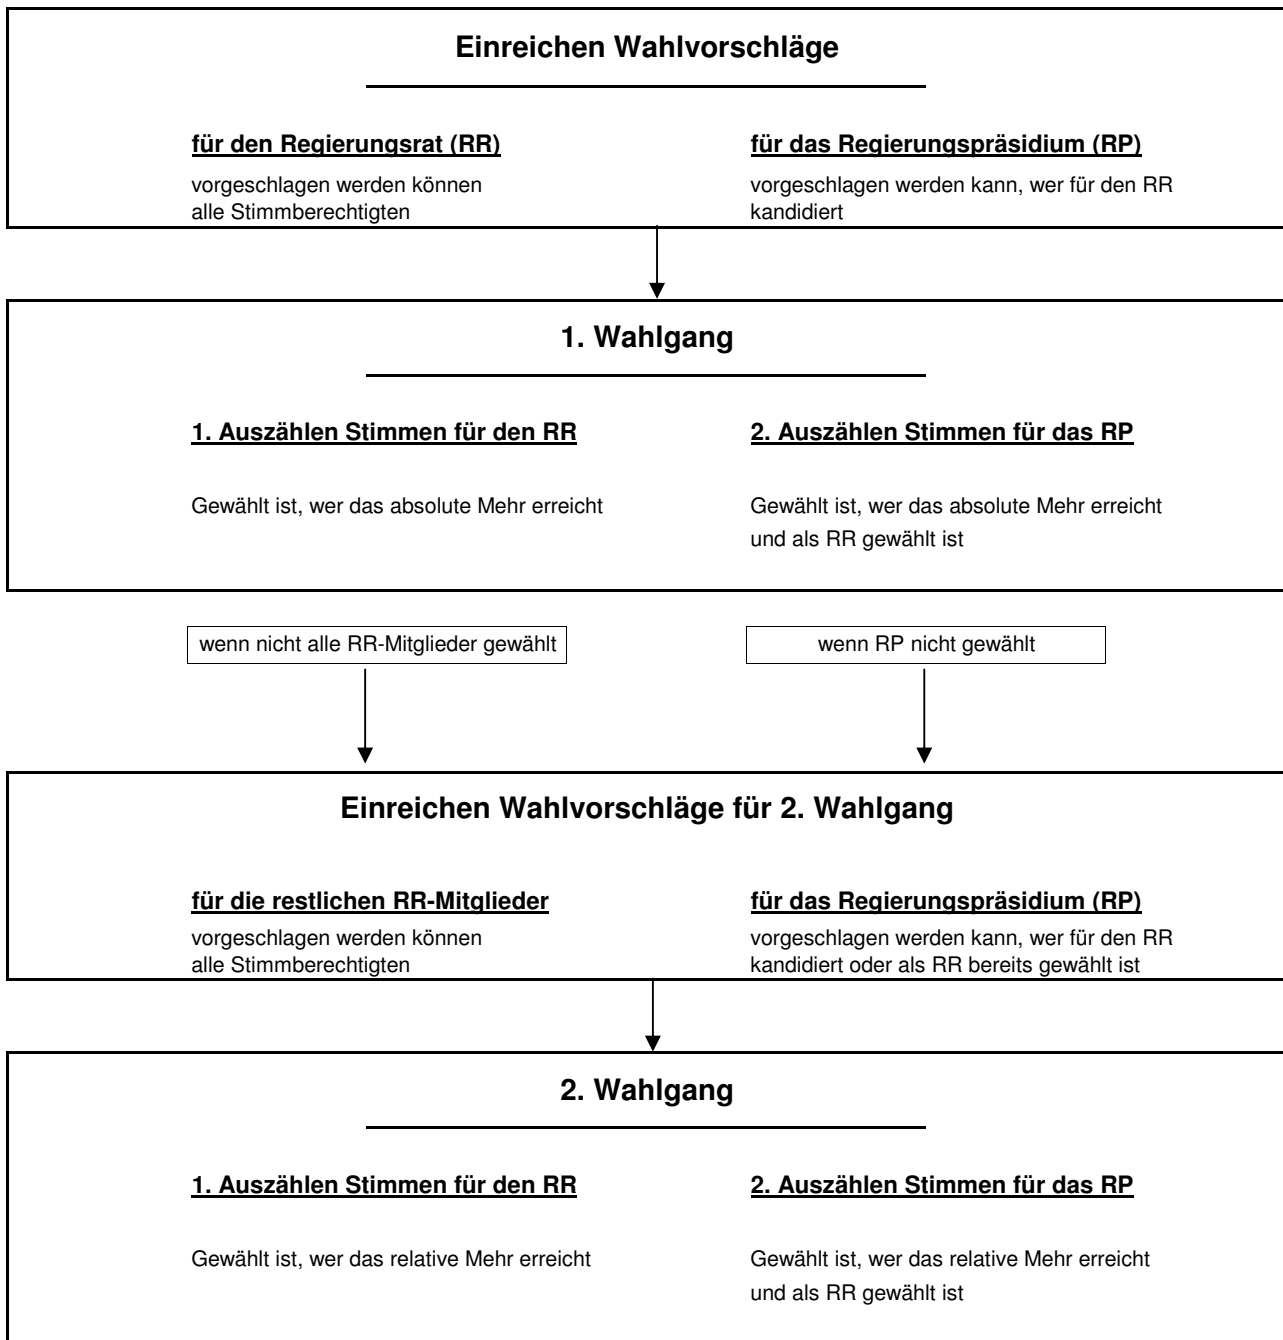 Einreichen Wahlvorschläge
für den Regierungsrat (RR)
vorgeschlagen werden können
alle Stimmberechtigten
für das Regierungspräsidium (RP)
vorgeschlagen werden kann, wer für den RR
kandidiert
1. Wahlgang
1. Auszählen Stimmen für den RR
Gewählt ist, wer das absolute Mehr erreicht
2. Auszählen Stimmen für das RP
Gewählt ist, wer das absolute Mehr erreicht
und als RR gewählt ist
wenn nicht alle RR-Mitglieder gewählt
wenn RP nicht gewählt
Einreichen Wahlvorschläge für 2. Wahlgang
für die restlichen RR-Mitglieder
vorgeschlagen werden können
alle Stimmberechtigten
für das Regierungspräsidium (RP)
vorgeschlagen werden kann, wer für den RR
kandidiert oder als RR bereits gewählt ist
2. Wahlgang
1. Auszählen Stimmen für den RR
Gewählt ist, wer das relative Mehr erreicht
2. Auszählen Stimmen für das RP
Gewählt ist, wer das relative Mehr erreicht
und als RR gewählt ist